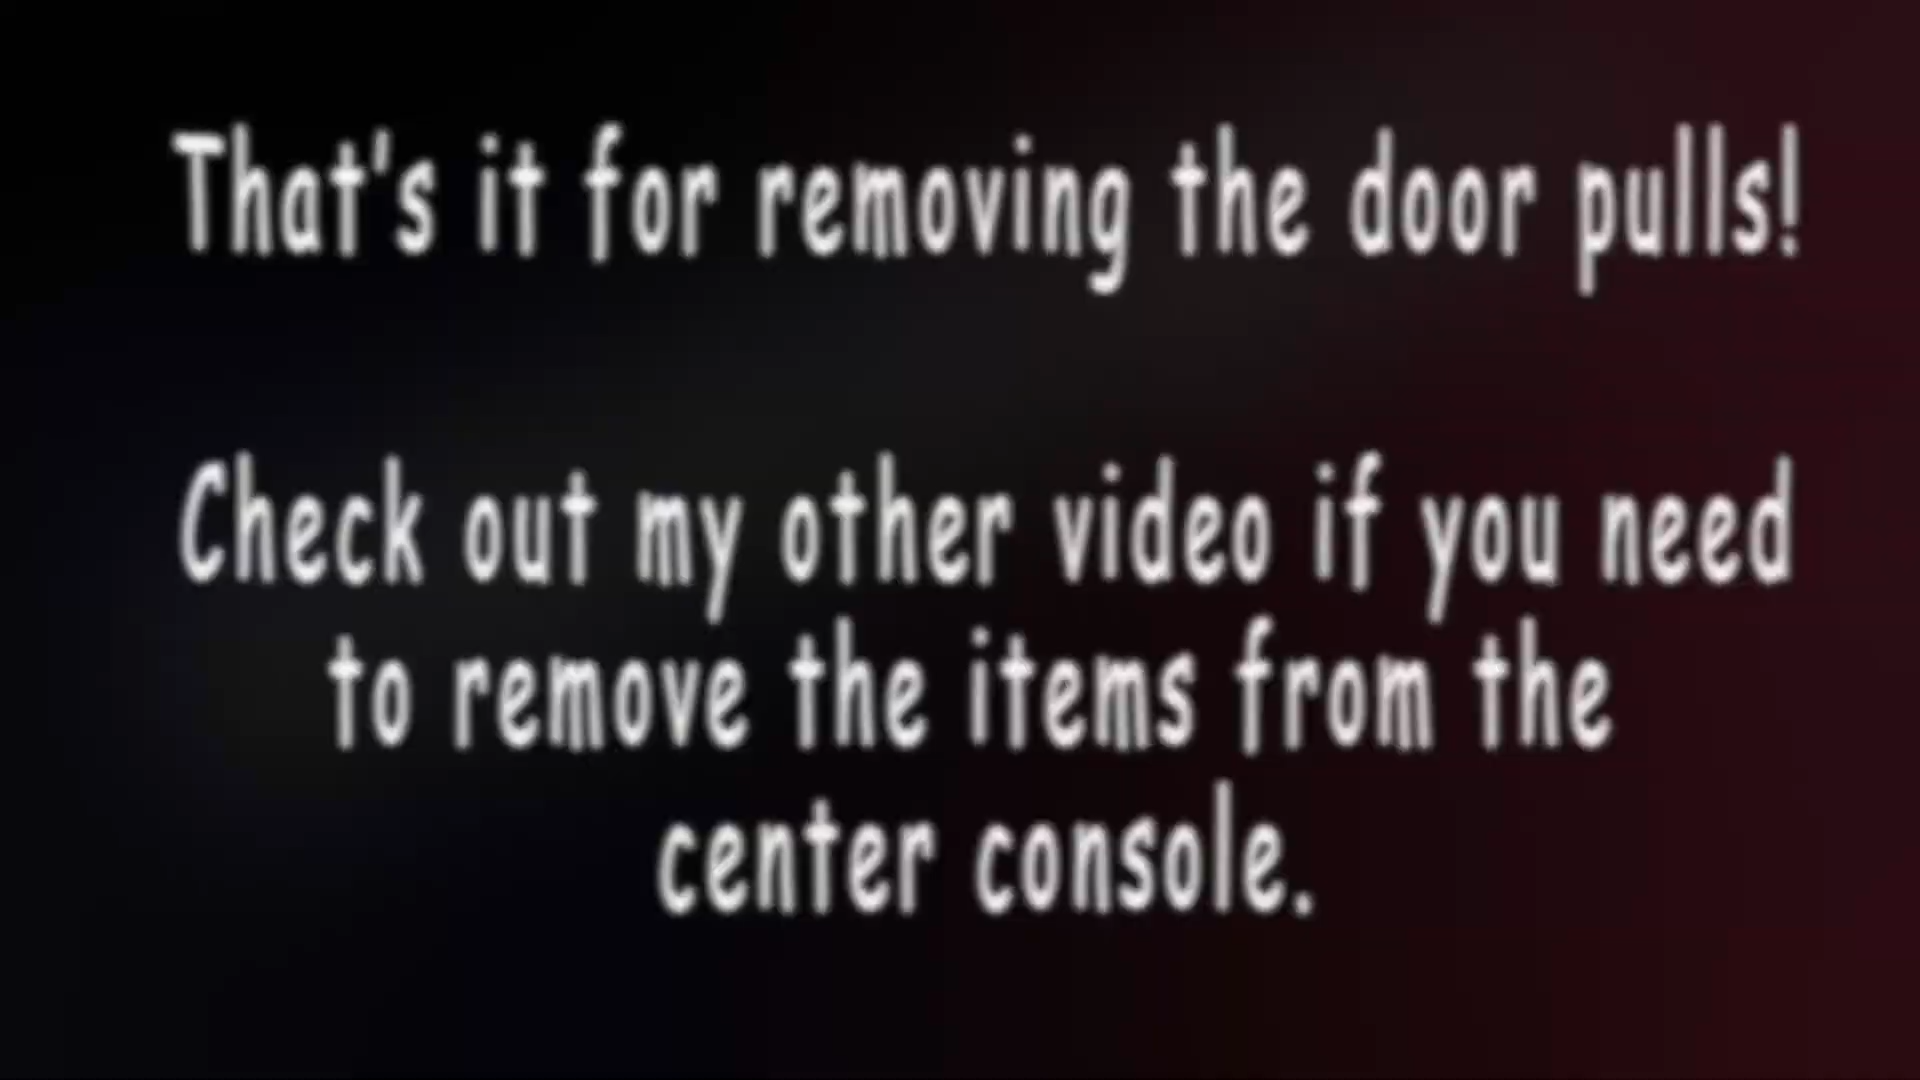 That's it for removing the door pulls!
Check out my other video if you need
to remove the items from the
center console.